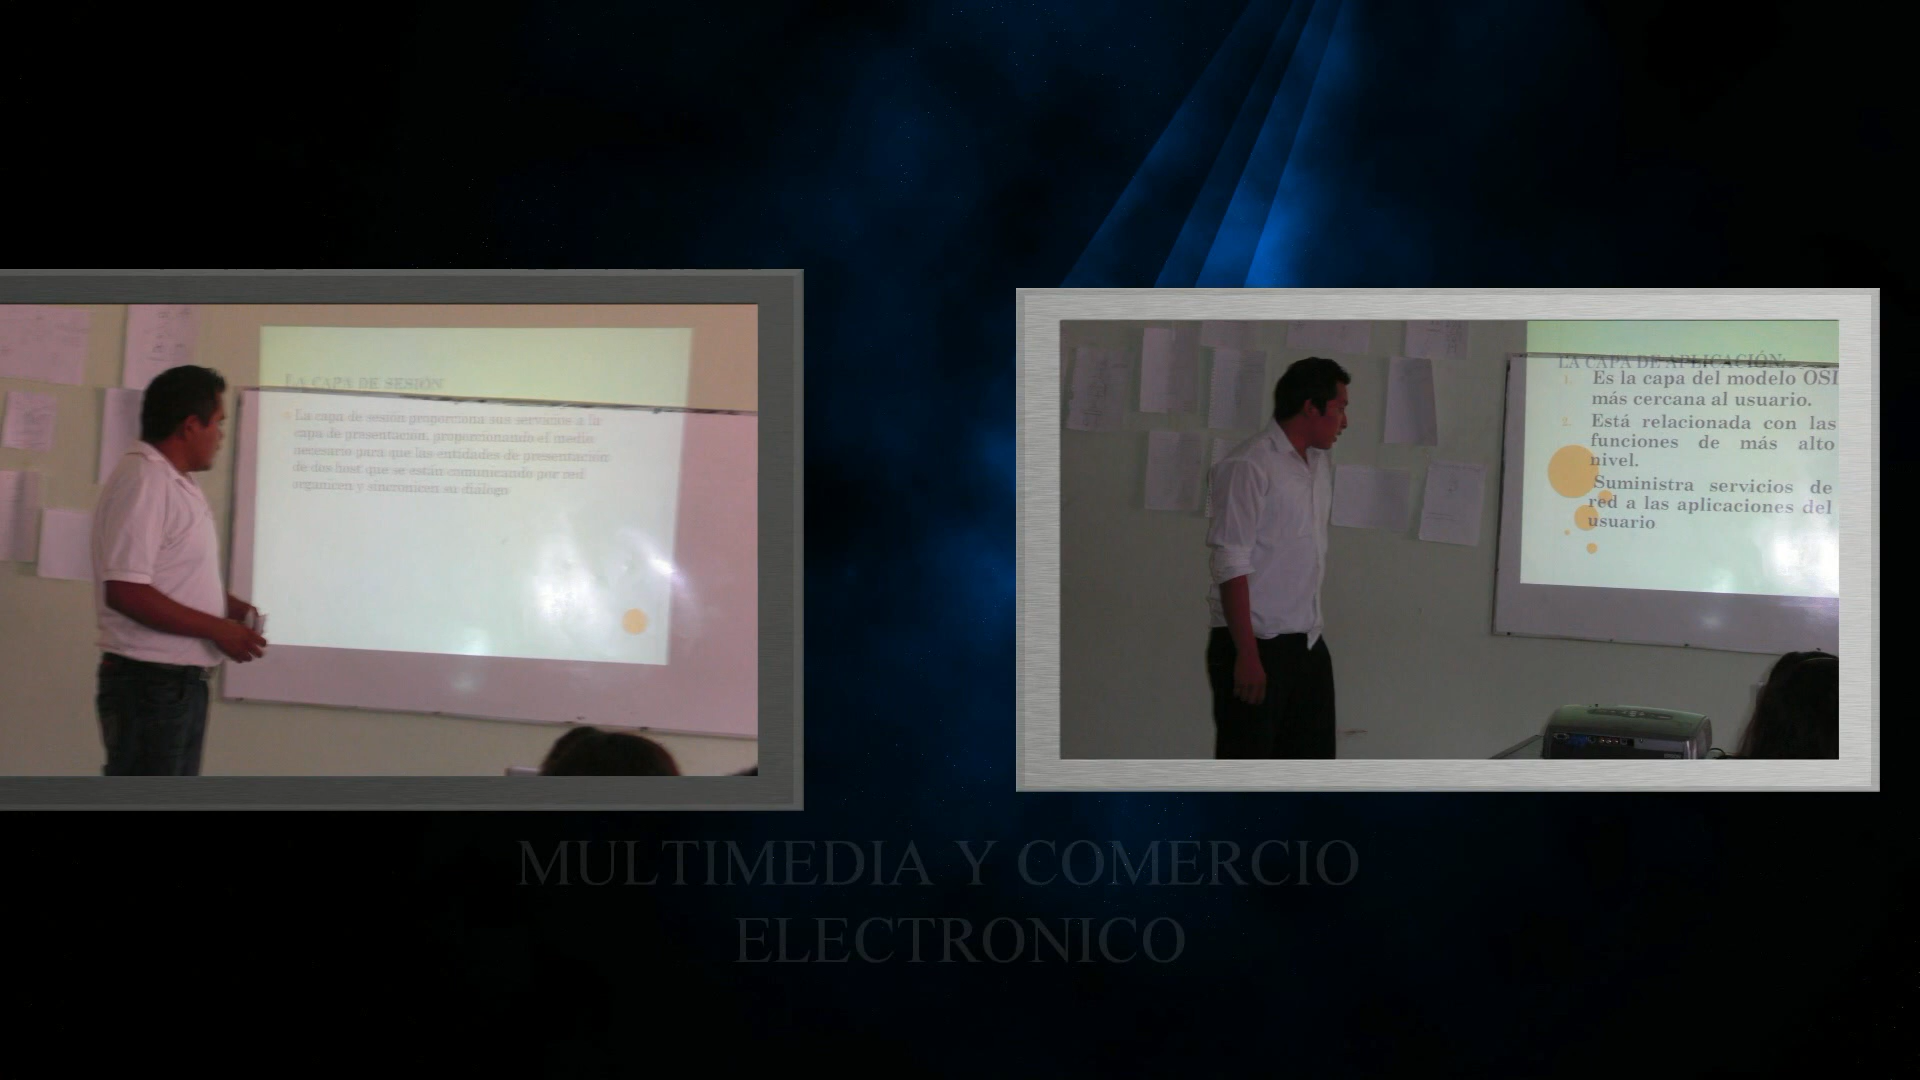 LA CAPA DE SESIÓN
La capa de sesión proporciona sus servicios a la
capa de presentación, proporcionando el medio
necesario para que las entidades de presentación
de dos host que se están comunicando por red
organicen y sincronicen su dialogo
LA CAPA DE APLICACIÓN:
1. Es la capa del modelo OSI
más cercana al usuario.
2. Está relacionada con las
funciones de más alto
nivel.
Suministra servicios de
red a las aplicaciones del
usuario
MULTIMEDIA Y COMERCIO
ELECTRONICO